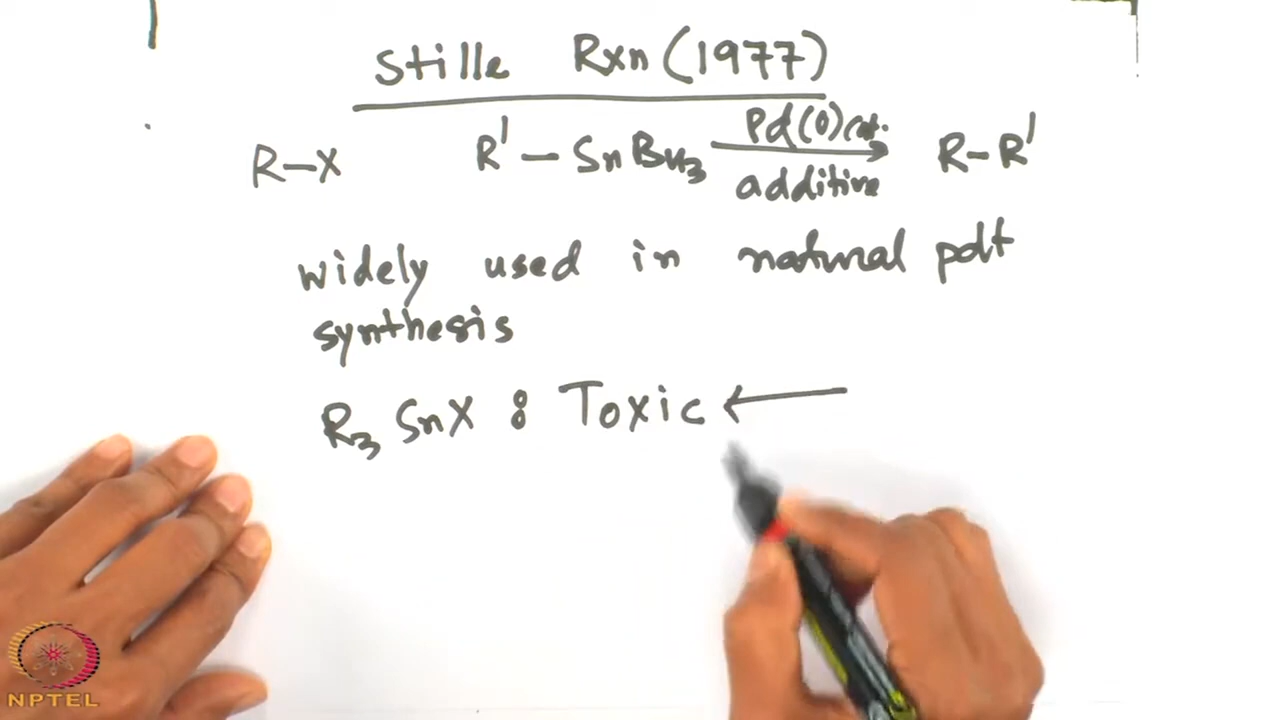 Stille Rxn (1977)
R-X R' - SnBu3 Pd(0) cat. additive R-R'
widely used in natural pdt
synthesis
R3SnX : Toxic ←
NPTEL